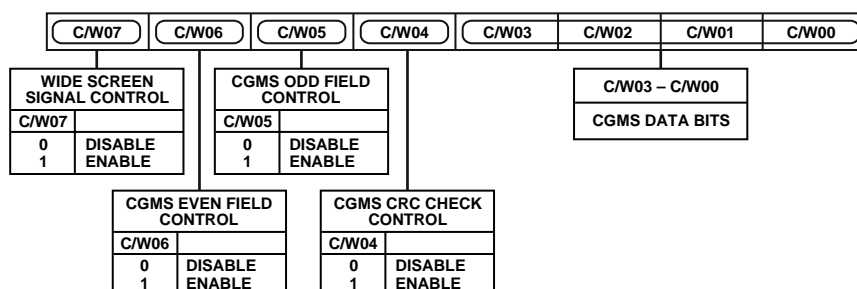 C/W07 C/W06 C/W05 C/W04 C/W03 C/W02 C/W01 C/W00
WIDE SCREEN
SIGNAL CONTROL
C/W07
0 DISABLE
1 ENABLE
CGMS ODD FIELD
CONTROL
C/W05
0 DISABLE
1 ENABLE
C/W03 – C/W00
CGMS DATA BITS
CGMS EVEN FIELD
CONTROL
C/W06
0 DISABLE
1 ENABLE
CGMS CRC CHECK
CONTROL
C/W04
0 DISABLE
1 ENABLE